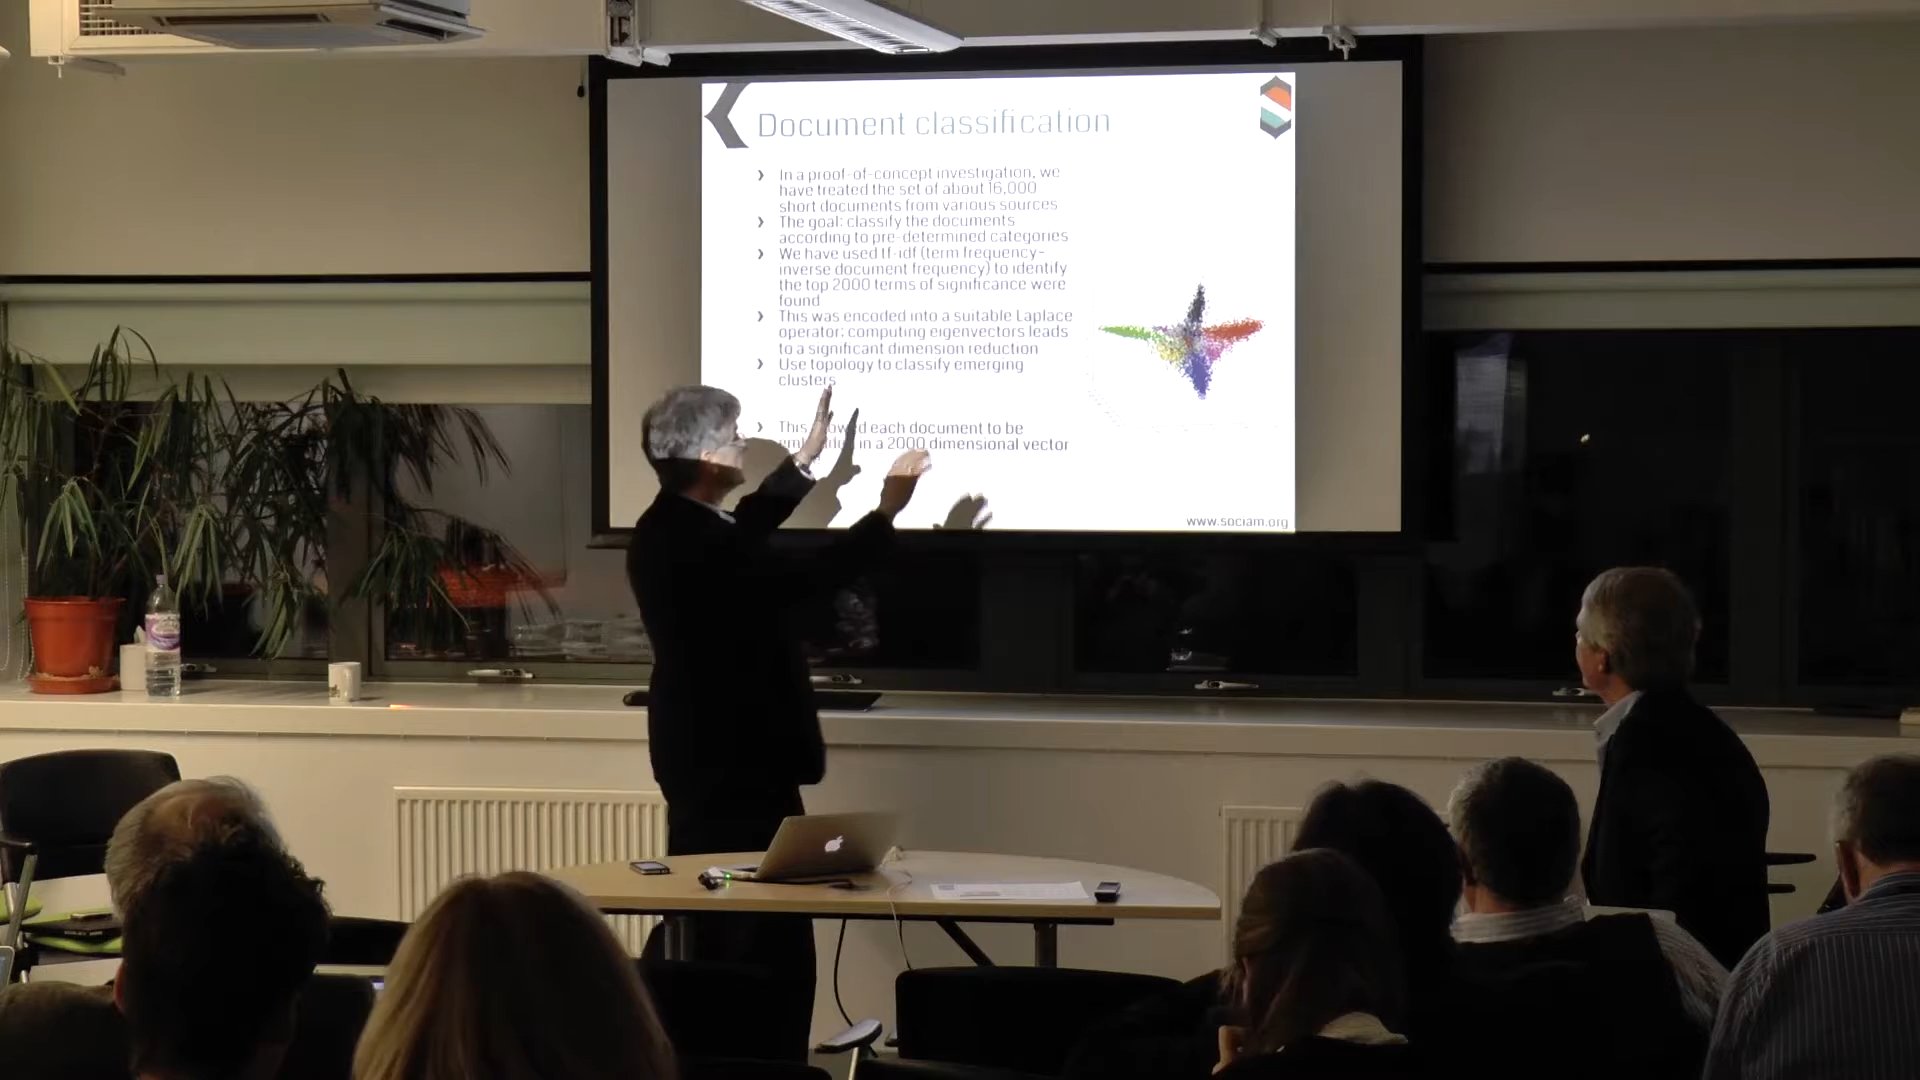 Document classification
› In a proof-of-concept investigation, we
have treated the set of about 16,000
short documents from various sources
› The goal: classify the documents
according to pre-determined categories
› We have used tf-idf (term frequency-
inverse document frequency) to identify
the top 2000 terms of significance were
found
› This was encoded into a suitable Laplace
operator; computing eigenvectors leads
to a significant dimension reduction
› Use topology to classify emerging
clusters
› This each document to be
in a 2000 dimensional vector
www.sociam.org